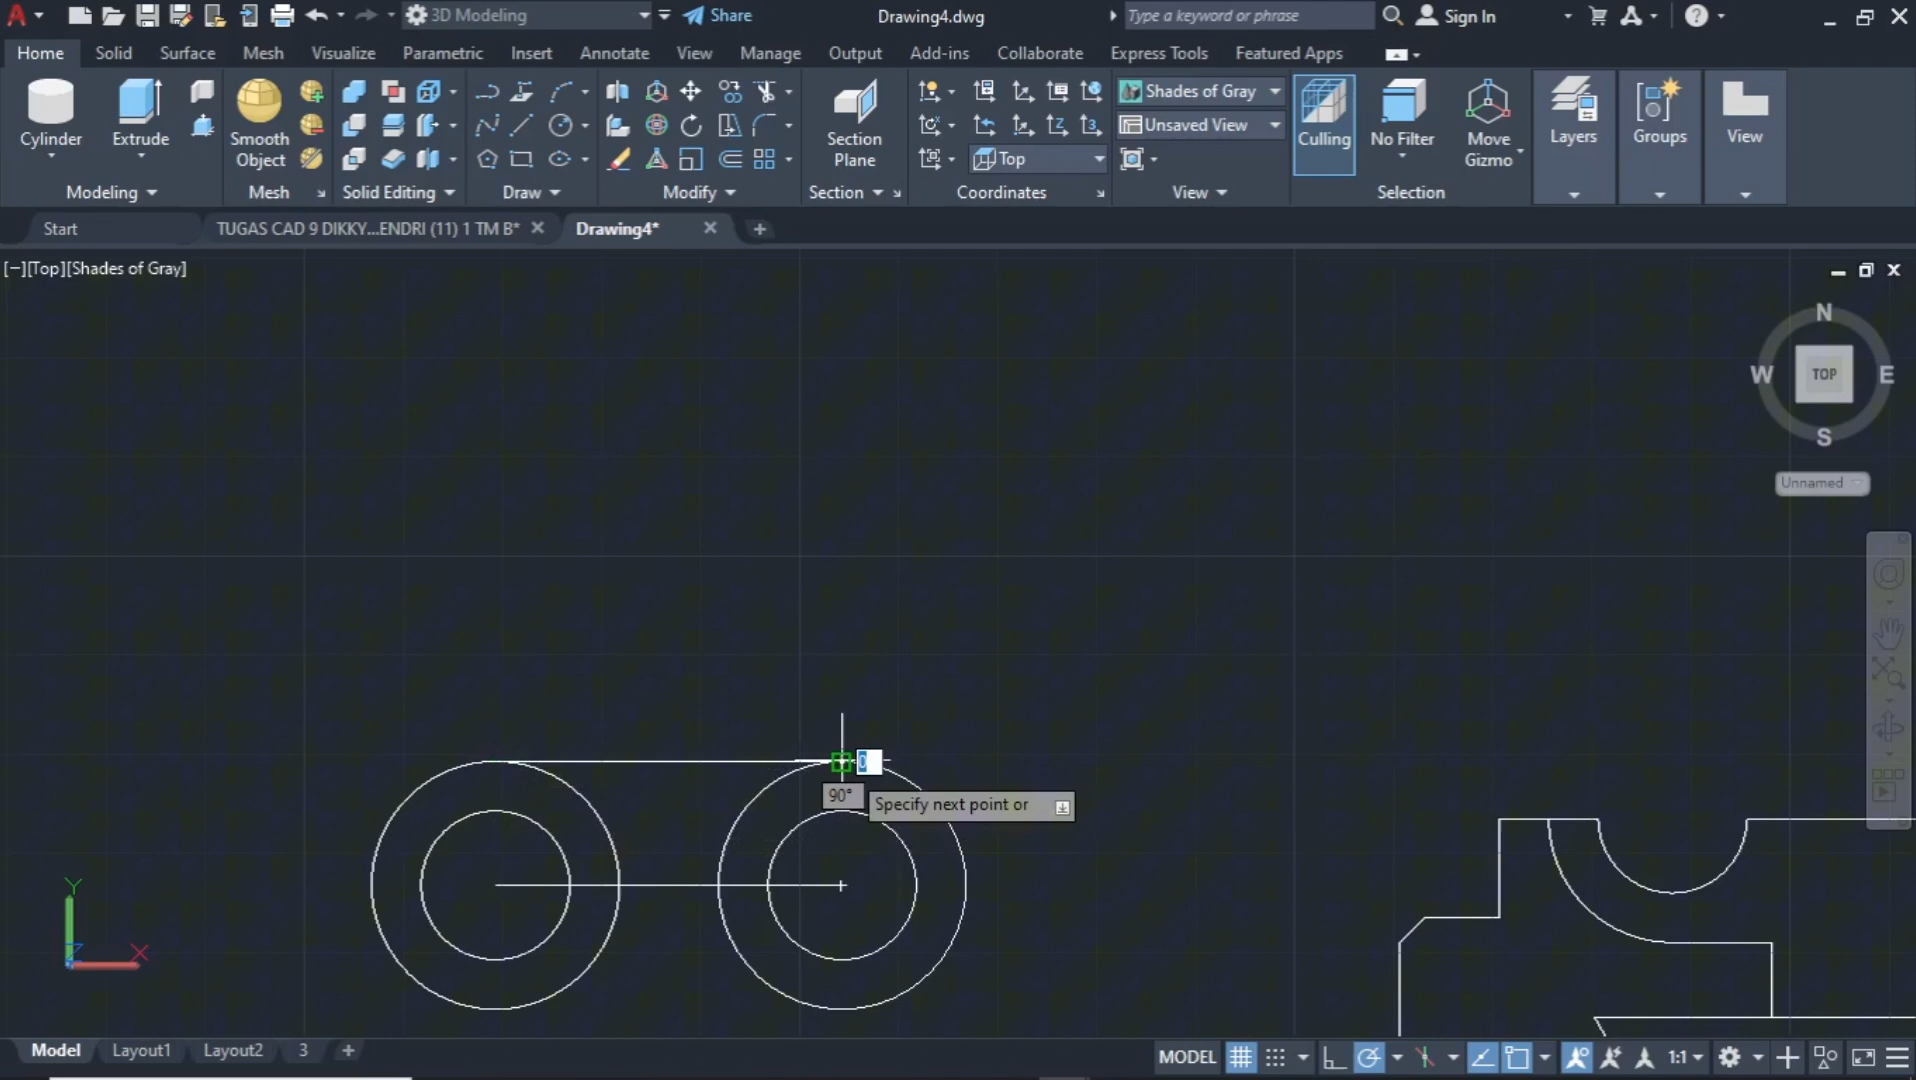 3D Modeling
Share
Drawing4.dwg
Type a keyword or phrase
Sign In
Home Solid Surface Mesh Visualize Parametric Insert Annotate View Manage Output Add-ins Collaborate Express Tools Featured Apps
Cylinder
Extrude
Smooth
Object
Section
Plane
Shades of Gray
Unsaved View
Top
Culling
No Filter
Move
Gizmo
Layers
Groups
View
Modeling
Mesh
Solid Editing
Draw
Modify
Section
Coordinates
View
Selection
Start
TUGAS CAD 9 DIKKY...ENDRI (11) 1 TM B*
Drawing4*
[−][Top][Shades of Gray]
N
W
TOP
E
S
Unnamed
0
90°
Specify next point or
Y
Z
X
Model Layout1 Layout2 3
MODEL
1:1